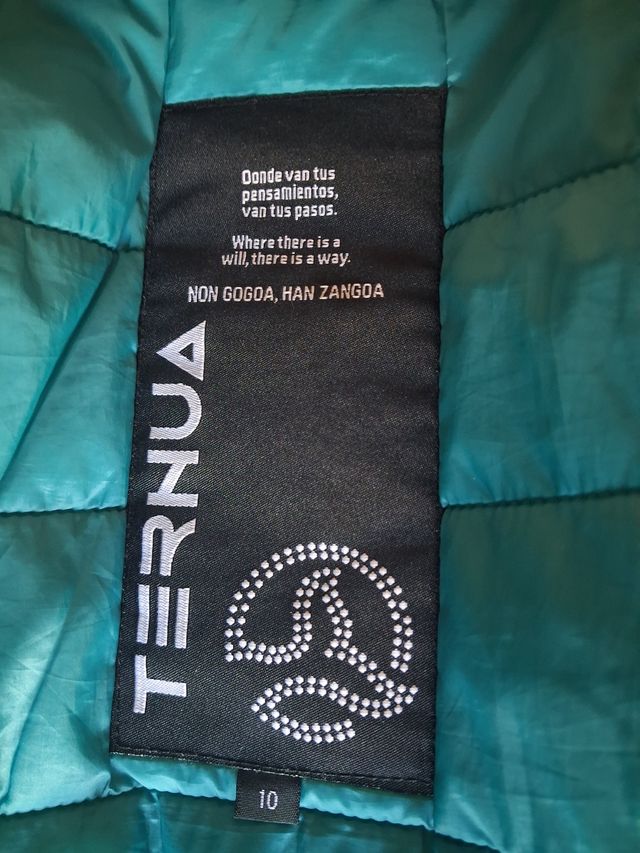 Donde van tus
pensamientos,
van tus pasos.
Where there is a
will, there is a way.
NON GOGOA, HAN ZANGOA
TERNUA
10